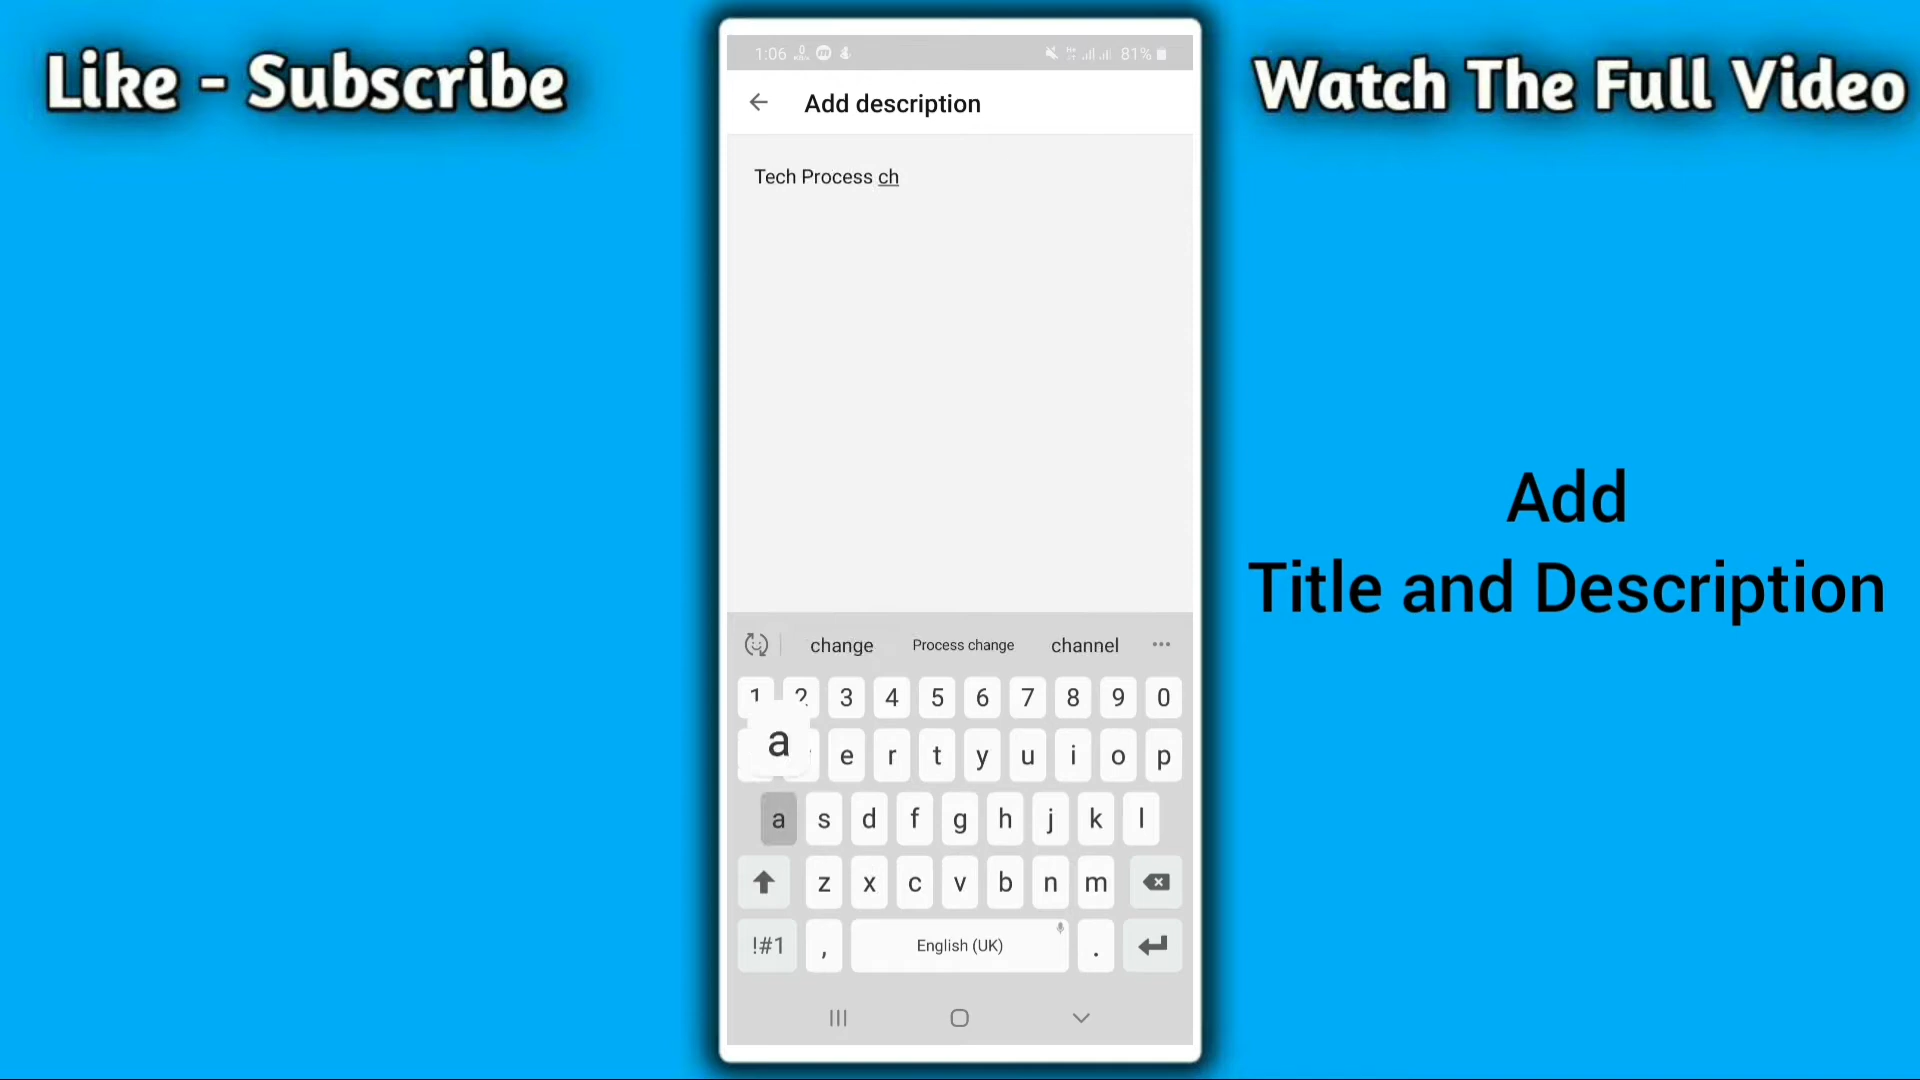 Like - Subscribe
Watch The Full Video
1:06
81%
Add description
Tech Process ch
Add
Title and Description
change Process change channel
1 2 3 4 5 6 7 8 9 0
a
e r t y u i o p
a s d f g h j k l
z x c v b n m
!#1 , English (UK) .